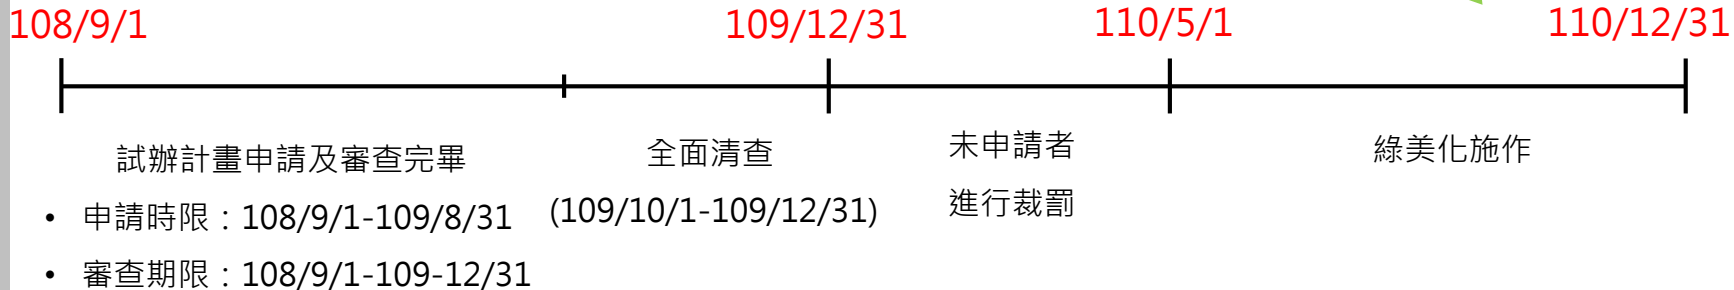 108/9/1
109/12/31
110/5/1
110/12/31
試辦計畫申請及審查完畢
• 申請時限：108/9/1-109/8/31
• 審查期限：108/9/1-109-12/31
全面清查
(109/10/1-109/12/31)
未申請者
進行裁罰
綠美化施作